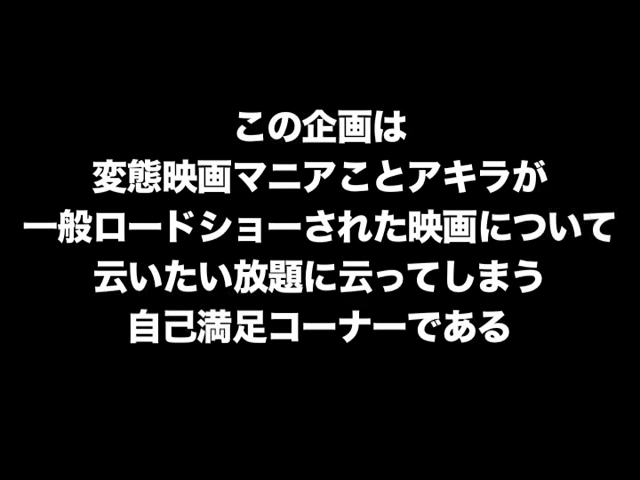 この企画は
変態映画マニアことアキラが
一般ロードショーされた映画について
云いたい放題に云ってしまう
自己満足コーナーである